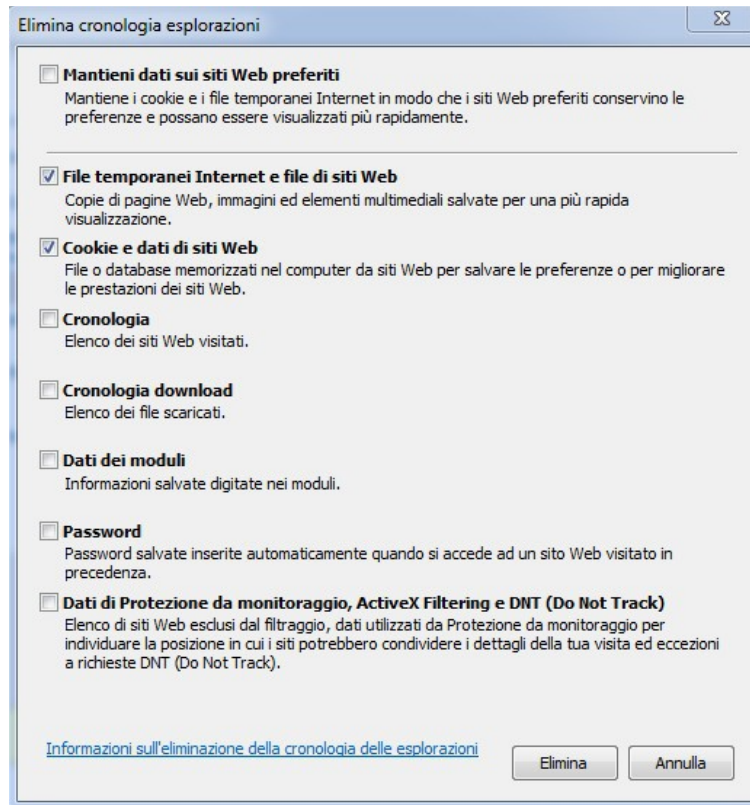 Elimina cronologia esplorazioni
Mantieni dati sui siti Web preferiti
Mantiene i cookie e i file temporanei Internet in modo che i siti Web preferiti conservino le
preferenze e possano essere visualizzati più rapidamente.
File temporanei Internet e file di siti Web
Copie di pagine Web, immagini ed elementi multimediali salvate per una più rapida
visualizzazione.
Cookie e dati di siti Web
File o database memorizzati nel computer da siti Web per salvare le preferenze o per migliorare
le prestazioni dei siti Web.
Cronologia
Elenco dei siti Web visitati.
Cronologia download
Elenco dei file scaricati.
Dati dei moduli
Informazioni salvate digitate nei moduli.
Password
Password salvate inserite automaticamente quando si accede ad un sito Web visitato in
precedenza.
Dati di Protezione da monitoraggio, ActiveX Filtering e DNT (Do Not Track)
Elenco di siti Web esclusi dal filtraggio, dati utilizzati da Protezione da monitoraggio per
individuare la posizione in cui i siti potrebbero condividere i dettagli della tua visita ed eccezioni
a richieste DNT (Do Not Track).
Informazioni sull'eliminazione della cronologia delle esplorazioni
Elimina
Annulla